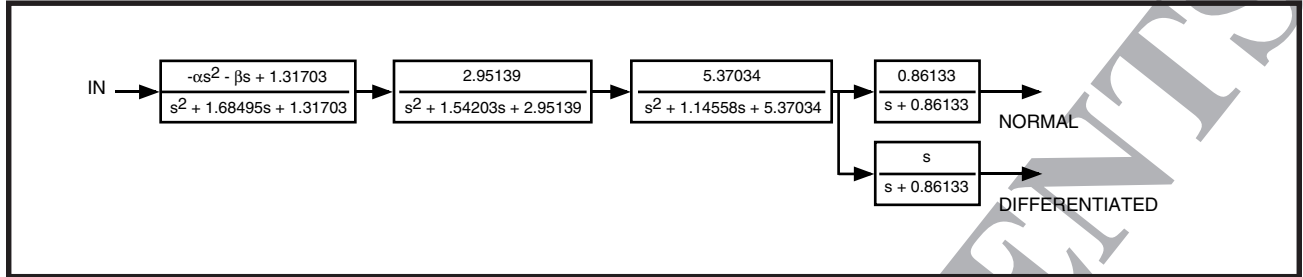 IN
-αs² - βs + 1.31703
s² + 1.68495s + 1.31703
2.95139
s² + 1.54203s + 2.95139
5.37034
s² + 1.14558s + 5.37034
0.86133
s + 0.86133
NORMAL
s
s + 0.86133
DIFFERENTIATED
ENTS